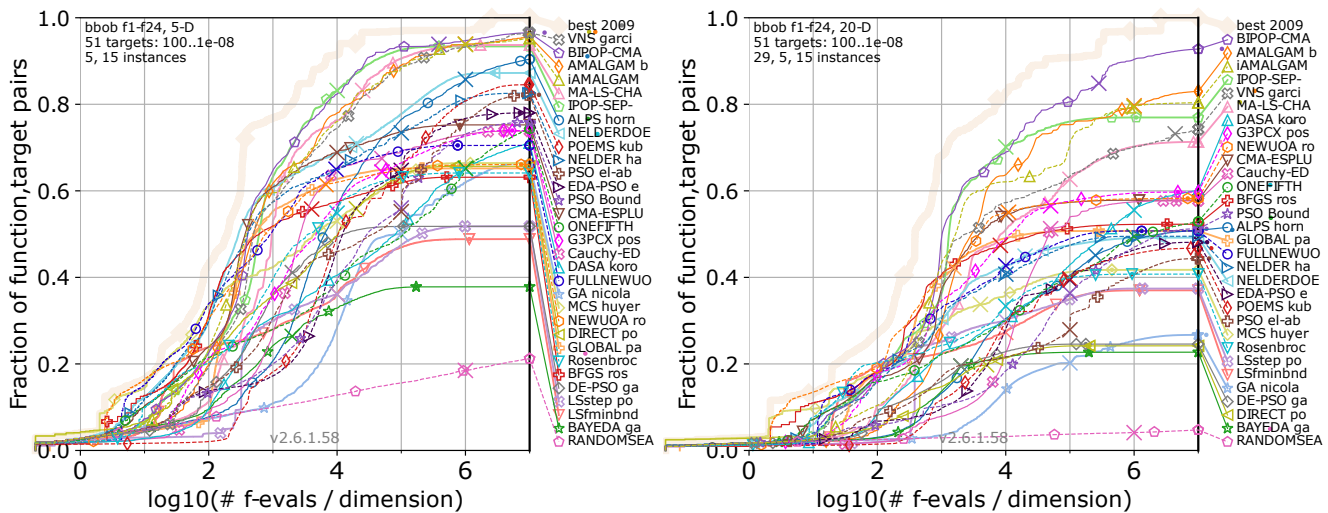 bbob f1-f24, 5-D
51 targets: 100..1e-08
5, 15 instances
1.0
0.8
0.6
0.4
0.2
0.0
Fraction of function,target pairs
0
2
4
6
log10(# f-evals / dimension)
v2.6.1.58
best 2009
VNS garci
BIPOP-CMA
AMALGAM b
iAMALGAM
MA-LS-CHA
IPOP-SEP-
ALPS horn
NELDERDOE
POEMS kub
NELDER ha
PSO el-ab
EDA-PSO e
PSO Bound
CMA-ESPLU
ONEFIFTH
G3PCX pos
Cauchy-ED
DASA koro
FULLNEWUO
GA nicola
MCS huyer
NEWUOA ro
DIRECT po
GLOBAL pa
Rosenbroc
BFGS ros
DE-PSO ga
LSstep po
LSfminbnd
BAYEDA ga
RANDOMSEA
bbob f1-f24, 20-D
51 targets: 100..1e-08
29, 5, 15 instances
1.0
0.8
0.6
0.4
0.2
0.0
Fraction of function,target pairs
0
2
4
6
log10(# f-evals / dimension)
v2.6.1.58
best 2009
BIPOP-CMA
AMALGAM b
iAMALGAM
IPOP-SEP-
VNS garci
MA-LS-CHA
DASA koro
G3PCX pos
NEWUOA ro
CMA-ESPLU
Cauchy-ED
ONEFIFTH
BFGS ros
PSO Bound
ALPS horn
GLOBAL pa
FULLNEWUO
NELDER ha
NELDERDOE
EDA-PSO e
POEMS kub
PSO el-ab
MCS huyer
Rosenbroc
LSstep po
LSfminbnd
GA nicola
DE-PSO ga
DIRECT po
BAYEDA ga
RANDOMSEA